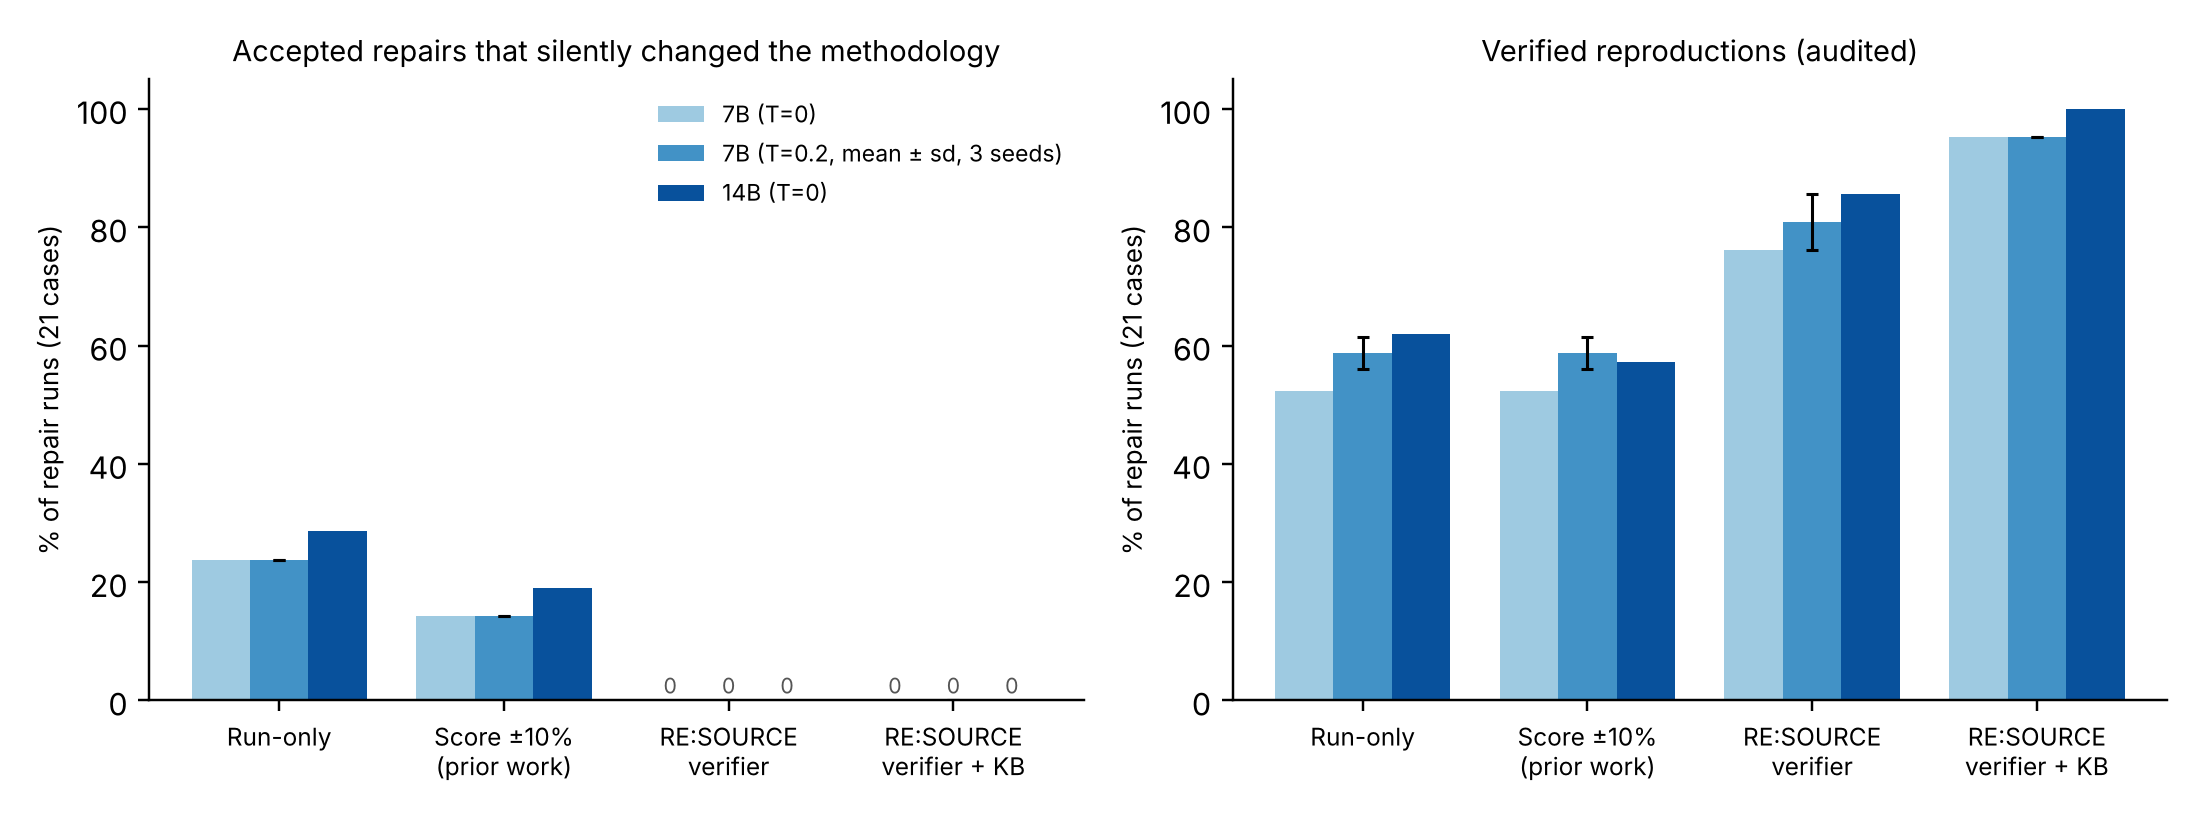 Accepted repairs that silently changed the methodology
% of repair runs (21 cases)
100
80
60
40
20
0
7B (T=0)
7B (T=0.2, mean ± sd, 3 seeds)
14B (T=0)
0 0 0 0 0 0
Run-only
Score ±10%
(prior work)
RE:SOURCE
verifier
RE:SOURCE
verifier + KB
Verified reproductions (audited)
% of repair runs (21 cases)
100
80
60
40
20
0
Run-only
Score ±10%
(prior work)
RE:SOURCE
verifier
RE:SOURCE
verifier + KB